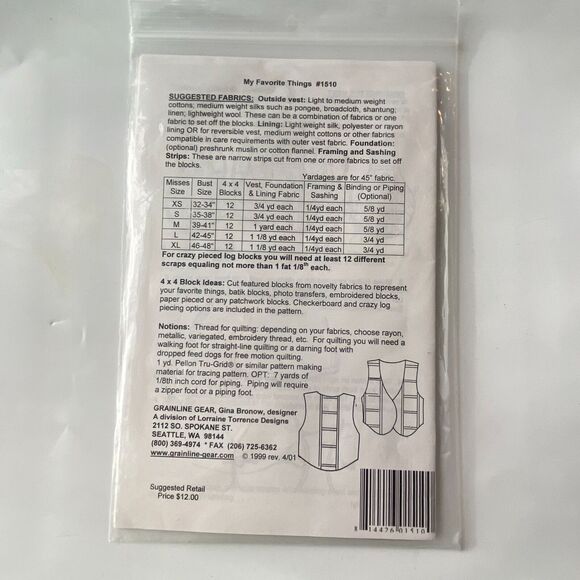 My Favorite Things #1510
SUGGESTED FABRICS: Outside vest: Light to medium weight
cottons; medium weight silks such as pongee, broadcloth, shantung;
linen; lightweight wool. These can be a combination of fabrics or one
fabric to set off the blocks. Lining: Light weight silk, polyester or rayon
lining OR for reversible vest, medium weight cottons or other fabrics
compatible in care requirements with outer vest fabric. Foundation:
(optional) preshrunk muslin or cotton flannel. Framing and Sashing
Strips: These are narrow strips cut from one or more fabrics to set off
the blocks.
Yardages are for 45" fabric.
Misses Size | Bust Size | 4 x 4 Blocks | Vest, Foundation & Lining Fabric | Framing & Sashing | Binding or Piping (Optional)
XS | 32-34" | 12 | 3/4 yd each | 1/4yd each | 5/8 yd
S | 35-38" | 12 | 3/4 yd each | 1/4yd each | 5/8 yd
M | 39-41" | 12 | 1 yard each | 1/4yd each | 5/8 yd
L | 42-45" | 12 | 1 1/8 yd each | 1/4yd each | 3/4 yd
XL | 46-48" | 12 | 1 1/8 yd each | 1/4yd each | 3/4 yd
For crazy pieced log blocks you will need at least 12 different
scraps equaling not more than 1 fat 1/8th each.
4 x 4 Block Ideas: Cut featured blocks from novelty fabrics to represent
your favorite things, batik blocks, photo transfers, embroidered blocks,
paper pieced or any patchwork blocks. Checkerboard and crazy log
piecing options are included in the pattern.
Notions: Thread for quilting: depending on your fabrics, choose rayon,
metallic, variegated, embroidery thread, etc. For quilting you will need a
walking foot for straight-line quilting or a darning foot with
dropped feed dogs for free motion quilting.
1 yd. Pellon Tru-Grid® or similar pattern making
material for tracing pattern. OPT: 7 yards of
1/8th inch cord for piping. Piping will require
a zipper foot or a piping foot.
GRAINLINE GEAR, Gina Bronow, designer
A division of Lorraine Torrence Designs
2112 SO. SPOKANE ST.
SEATTLE, WA 98144
(800) 369-4974 * FAX (206) 725-6362
www.grainline-gear.com © 1999 rev. 4/01
Suggested Retail
Price $12.00
8 14426 01510